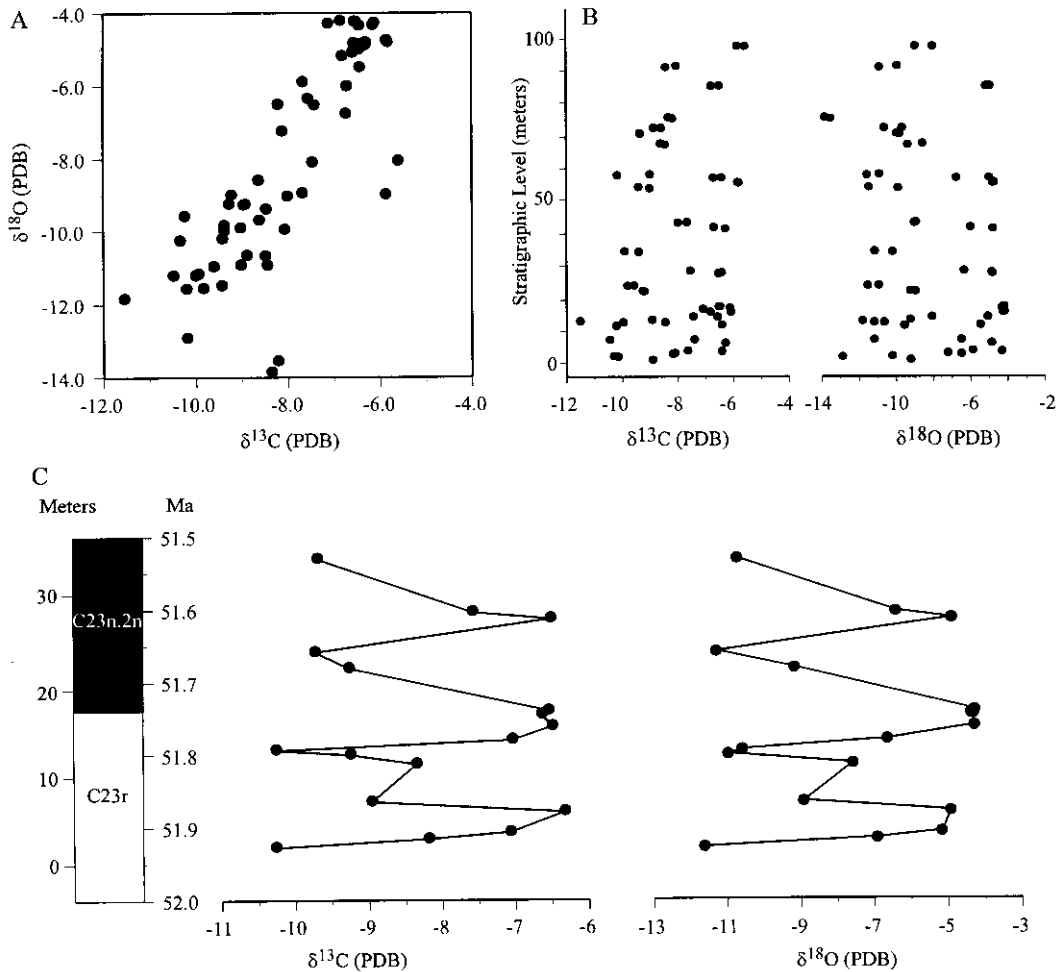 A
-4.0
-6.0
-8.0
-10.0
-12.0
-14.0
δ18O (PDB)
-12.0 -10.0 -8.0 -6.0 -4.0
δ13C (PDB)
B
100
50
0
Stratigraphic Level (meters)
-12 -10 -8 -6 -4
δ13C (PDB)
-14 -10 -6 -2
δ18O (PDB)
C
Meters Ma
30
20
10
0
C23n.2n
C23r
51.5
51.6
51.7
51.8
51.9
52.0
-11 -10 -9 -8 -7 -6
δ13C (PDB)
-13 -11 -9 -7 -5 -3
δ18O (PDB)